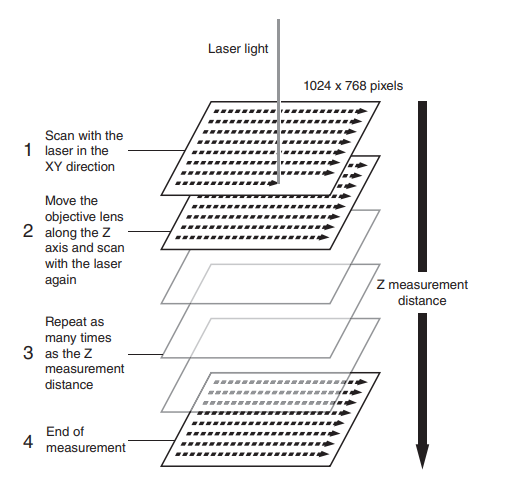 Laser light
1024 x 768 pixels
1
Scan with the
laser in the
XY direction
2
Move the
objective lens
along the Z
axis and scan
with the laser
again
Z measurement
distance
3
Repeat as
many times
as the Z
measurement
distance
4
End of
measurement